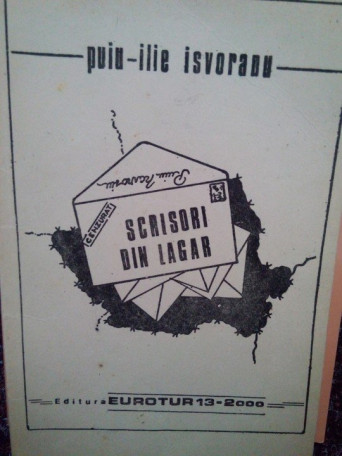 puiu-ilie isvoranu
CENZURAT
SCRISORI
DIN LAGAR
Editura EUROTUR 13-2000